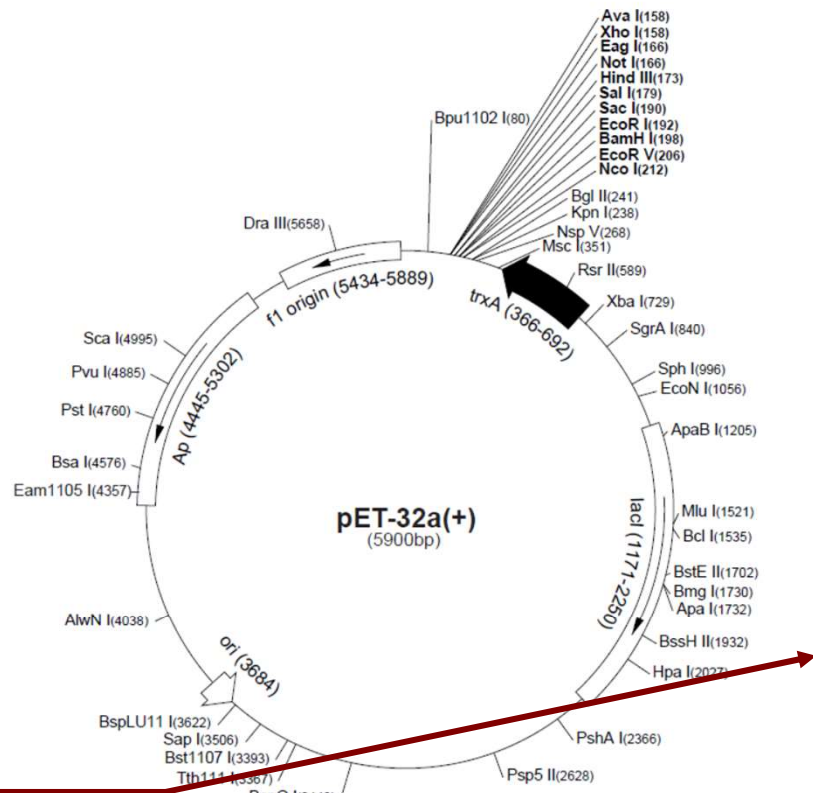 Ava I(158)
Xho I(158)
Eag I(166)
Not I(166)
Hind III(173)
Sal I(179)
Sac I(190)
EcoR I(192)
BamH I(198)
EcoR V(206)
Nco I(212)
Bpu1102 I(80)
Bgl II(241)
Kpn I(238)
Nsp V(268)
Msc I(351)
Dra III(5658)
Rsr II(589)
f1 origin (5434-5889)
trxA (366-692)
Xba I(729)
SgrA I(840)
Sca I(4995)
Pvu I(4885)
Sph I(996)
EcoN I(1056)
Pst I(4760)
Ap (4445-5302)
ApaB I(1205)
Bsa I(4576)
Eam1105 I(4357)
pET-32a(+)
(5900bp)
lacI (1171-2250)
Mlu I(1521)
Bcl I(1535)
BstE II(1702)
Bmg I(1730)
Apa I(1732)
AlwN I(4038)
BssH II(1932)
Hpa I(2027)
ori (3684)
BspLU11 I(3622)
Sap I(3506)
Bst1107 I(3393)
Tth111 I(3367)
PshA I(2366)
Psp5 II(2628)